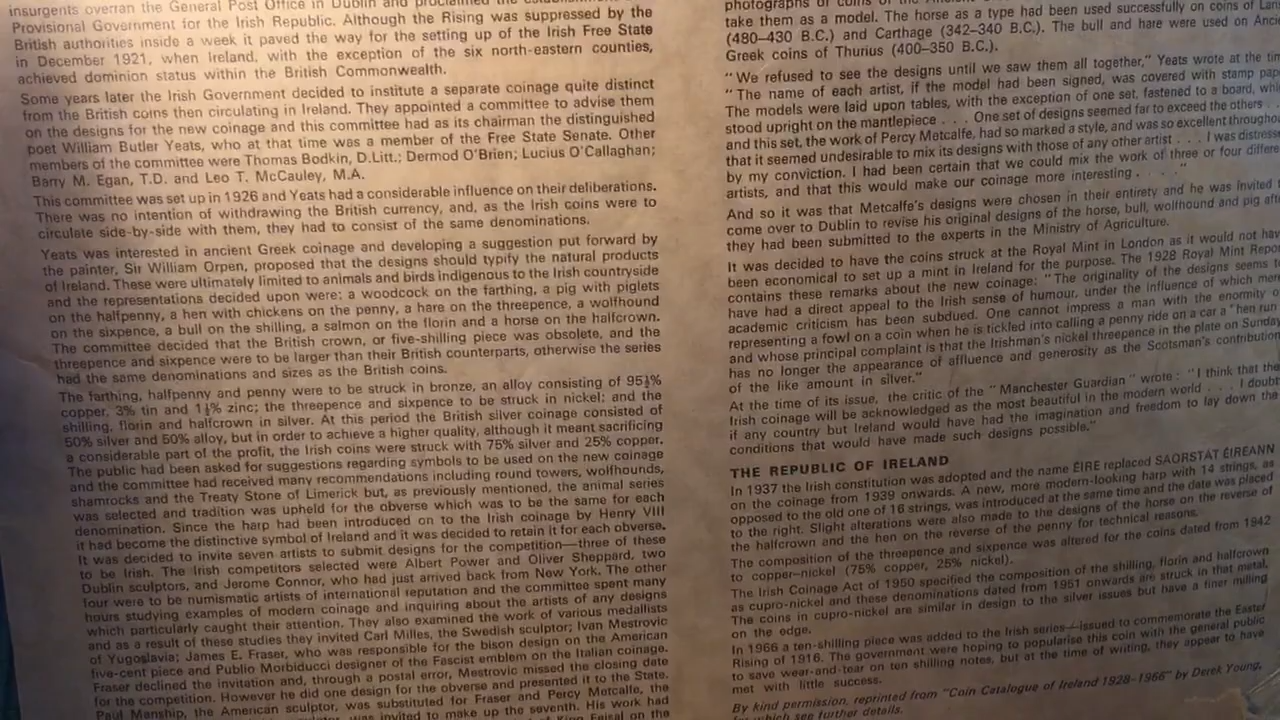 insurgents overran the General Post Office in Dublin and proclaimed the
Provisional Government for the Irish Republic. Although the Rising was suppressed by the
British authorities inside a week it paved the way for the setting up of the Irish Free State
in December 1921, when Ireland, with the exception of the six north-eastern counties,
achieved dominion status within the British Commonwealth.
Some years later the Irish Government decided to institute a separate coinage quite distinct
from the British coins then circulating in Ireland. They appointed a committee to advise them
on the designs for the new coinage and this committee had as its chairman the distinguished
poet William Butler Yeats, who at that time was a member of the Free State Senate. Other
members of the committee were Thomas Bodkin, D.Litt.; Dermod O'Brien; Lucius O'Callaghan;
Barry M. Egan, T.D. and Leo T. McCauley, M.A.
This committee was set up in 1926 and Yeats had a considerable influence on their deliberations.
There was no intention of withdrawing the British currency, and, as the Irish coins were to
circulate side-by-side with them, they had to consist of the same denominations.
Yeats was interested in ancient Greek coinage and developing a suggestion put forward by
the painter, Sir William Orpen, proposed that the designs should typify the natural products
of Ireland. These were ultimately limited to animals and birds indigenous to the Irish countryside
and the representations decided upon were: a woodcock on the farthing, a pig with piglets
on the halfpenny, a hen with chickens on the penny, a hare on the threepence, a wolfhound
on the sixpence, a bull on the shilling, a salmon on the florin and a horse on the halfcrown.
The committee decided that the British crown, or five-shilling piece was obsolete, and the
threepence and sixpence were to be larger than their British counterparts, otherwise the series
had the same denominations and sizes as the British coins.
The farthing, halfpenny and penny were to be struck in bronze, an alloy consisting of 95½%
copper, 3% tin and 1½% zinc; the threepence and sixpence to be struck in nickel; and the
shilling, florin and halfcrown in silver. At this period the British silver coinage consisted of
50% silver and 50% alloy, but in order to achieve a higher quality, although it meant sacrificing
a considerable part of the profit, the Irish coins were struck with 75% silver and 25% copper.
The public had been asked for suggestions regarding symbols to be used on the new coinage
and the committee had received many recommendations including round towers, wolfhounds,
shamrocks and the Treaty Stone of Limerick but, as previously mentioned, the animal series
was selected and tradition was upheld for the obverse which was to be the same for each
denomination. Since the harp had been introduced on to the Irish coinage by Henry VIII
it had become the distinctive symbol of Ireland and it was decided to retain it for each obverse.
It was decided to invite seven artists to submit designs for the competition—three of these
to be Irish. The Irish competitors selected were Albert Power and Oliver Sheppard, two
Dublin sculptors, and Jerome Connor, who had just arrived back from New York. The other
four were to be numismatic artists of international reputation and the committee spent many
hours studying examples of modern coinage and inquiring about the artists of any designs
which particularly caught their attention. They also examined the work of various medallists
and as a result of these studies they invited Carl Milles, the Swedish sculptor; Ivan Mestrovic
of Yugoslavia; James E. Fraser, who was responsible for the bison design on the American
five-cent piece and Publio Morbiducci designer of the Fascist emblem on the Italian coinage.
Fraser declined the invitation and, through a postal error, Mestrovic missed the closing date
for the competition. However he did one design for the obverse and presented it to the State.
Paul Manship, the American sculptor, was substituted for Fraser and Percy Metcalfe, the
was invited to make up the seventh. His work had
King Feisal on the
photographs of coins of the
take them as a model. The horse as a type had been used successfully on coins of
(480–430 B.C.) and Carthage (342–340 B.C.). The bull and hare were used on
Greek coins of Thurius (400–350 B.C.).
"We refused to see the designs until we saw them all together," Yeats wrote at the
"The name of each artist, if the model had been signed, was covered with stamp
The models were laid upon tables, with the exception of one set, fastened to a board,
stood upright on the mantlepiece . . . One set of designs seemed far to exceed the others
and this set, the work of Percy Metcalfe, had so marked a style, and was so excellent
that it seemed undesirable to mix its designs with those of any other artist . . . . I was
by my conviction. I had been certain that we could mix the work of three or four
artists, and that this would make our coinage more interesting . . . . "
And so it was that Metcalfe's designs were chosen in their entirety and he was invited
come over to Dublin to revise his original designs of the horse, bull, wolfhound and pig
they had been submitted to the experts in the Ministry of Agriculture.
It was decided to have the coins struck at the Royal Mint in London as it would not
been economical to set up a mint in Ireland for the purpose. The 1928 Royal Mint
contains these remarks about the new coinage: "The originality of the designs seems
have had a direct appeal to the Irish sense of humour, under the influence of which
academic criticism has been subdued. One cannot impress a man with the enormity
representing a fowl on a coin when he is tickled into calling a penny ride on a car a "hen
and whose principal complaint is that the Irishman's nickel threepence in the plate on Sunday
has no longer the appearance of affluence and generosity as the Scotsman's contribution
of the like amount in silver."
At the time of its issue, the critic of the "Manchester Guardian" wrote: "I think that the
Irish coinage will be acknowledged as the most beautiful in the modern world . . . I doubt
if any country but Ireland would have had the imagination and freedom to lay down the
conditions that would have made such designs possible."
THE REPUBLIC OF IRELAND
In 1937 the Irish constitution was adopted and the name ÉIRE replaced SAORSTÁT ÉIREANN
on the coinage from 1939 onwards. A new, more modern-looking harp with 14 strings, as
opposed to the old one of 16 strings, was introduced at the same time and the date was placed
to the right. Slight alterations were also made to the designs of the horse on the reverse of
the halfcrown and the hen on the reverse of the penny for technical reasons.
The composition of the threepence and sixpence was altered for the coins dated from 1942
to copper-nickel (75% copper, 25% nickel).
The Irish Coinage Act of 1950 specified the composition of the shilling, florin and halfcrown
as cupro-nickel and these denominations dated from 1951 onwards are struck in that metal.
The coins in cupro-nickel are similar in design to the silver issues but have a finer milling
on the edge.
In 1966 a ten-shilling piece was added to the Irish series—issued to commemorate the Easter
Rising of 1916. The government were hoping to popularise this coin with the general public
to save wear-and-tear on ten shilling notes, but at the time of writing, they appear to have
met with little success.
By kind permission, reprinted from "Coin Catalogue of Ireland 1928–1966" by Derek Young,
for which see further details.